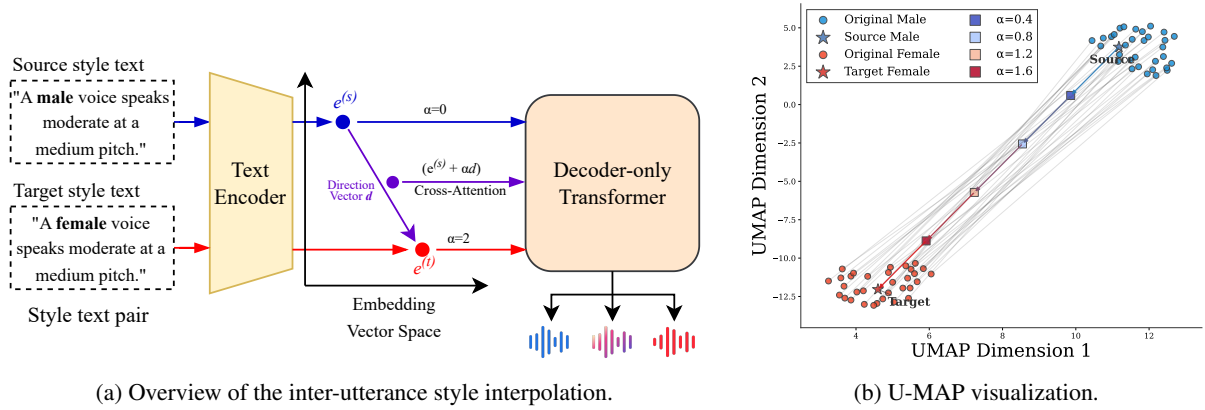 Source style text
"A male voice speaks
moderate at a
medium pitch."
Target style text
"A female voice
speaks moderate at a
medium pitch."
Style text pair
Text
Encoder
e(s)
α=0
Direction
Vector d
(e(s) + αd)
Cross-Attention
α=2
e(t)
Embedding
Vector Space
Decoder-only
Transformer
(a) Overview of the inter-utterance style interpolation.
Original Male
Source Male
Original Female
Target Female
α=0.4
α=0.8
α=1.2
α=1.6
Source
Target
UMAP Dimension 2
5.0
2.5
0.0
−2.5
−5.0
−7.5
−10.0
−12.5
4 6 8 10 12
UMAP Dimension 1
(b) U-MAP visualization.